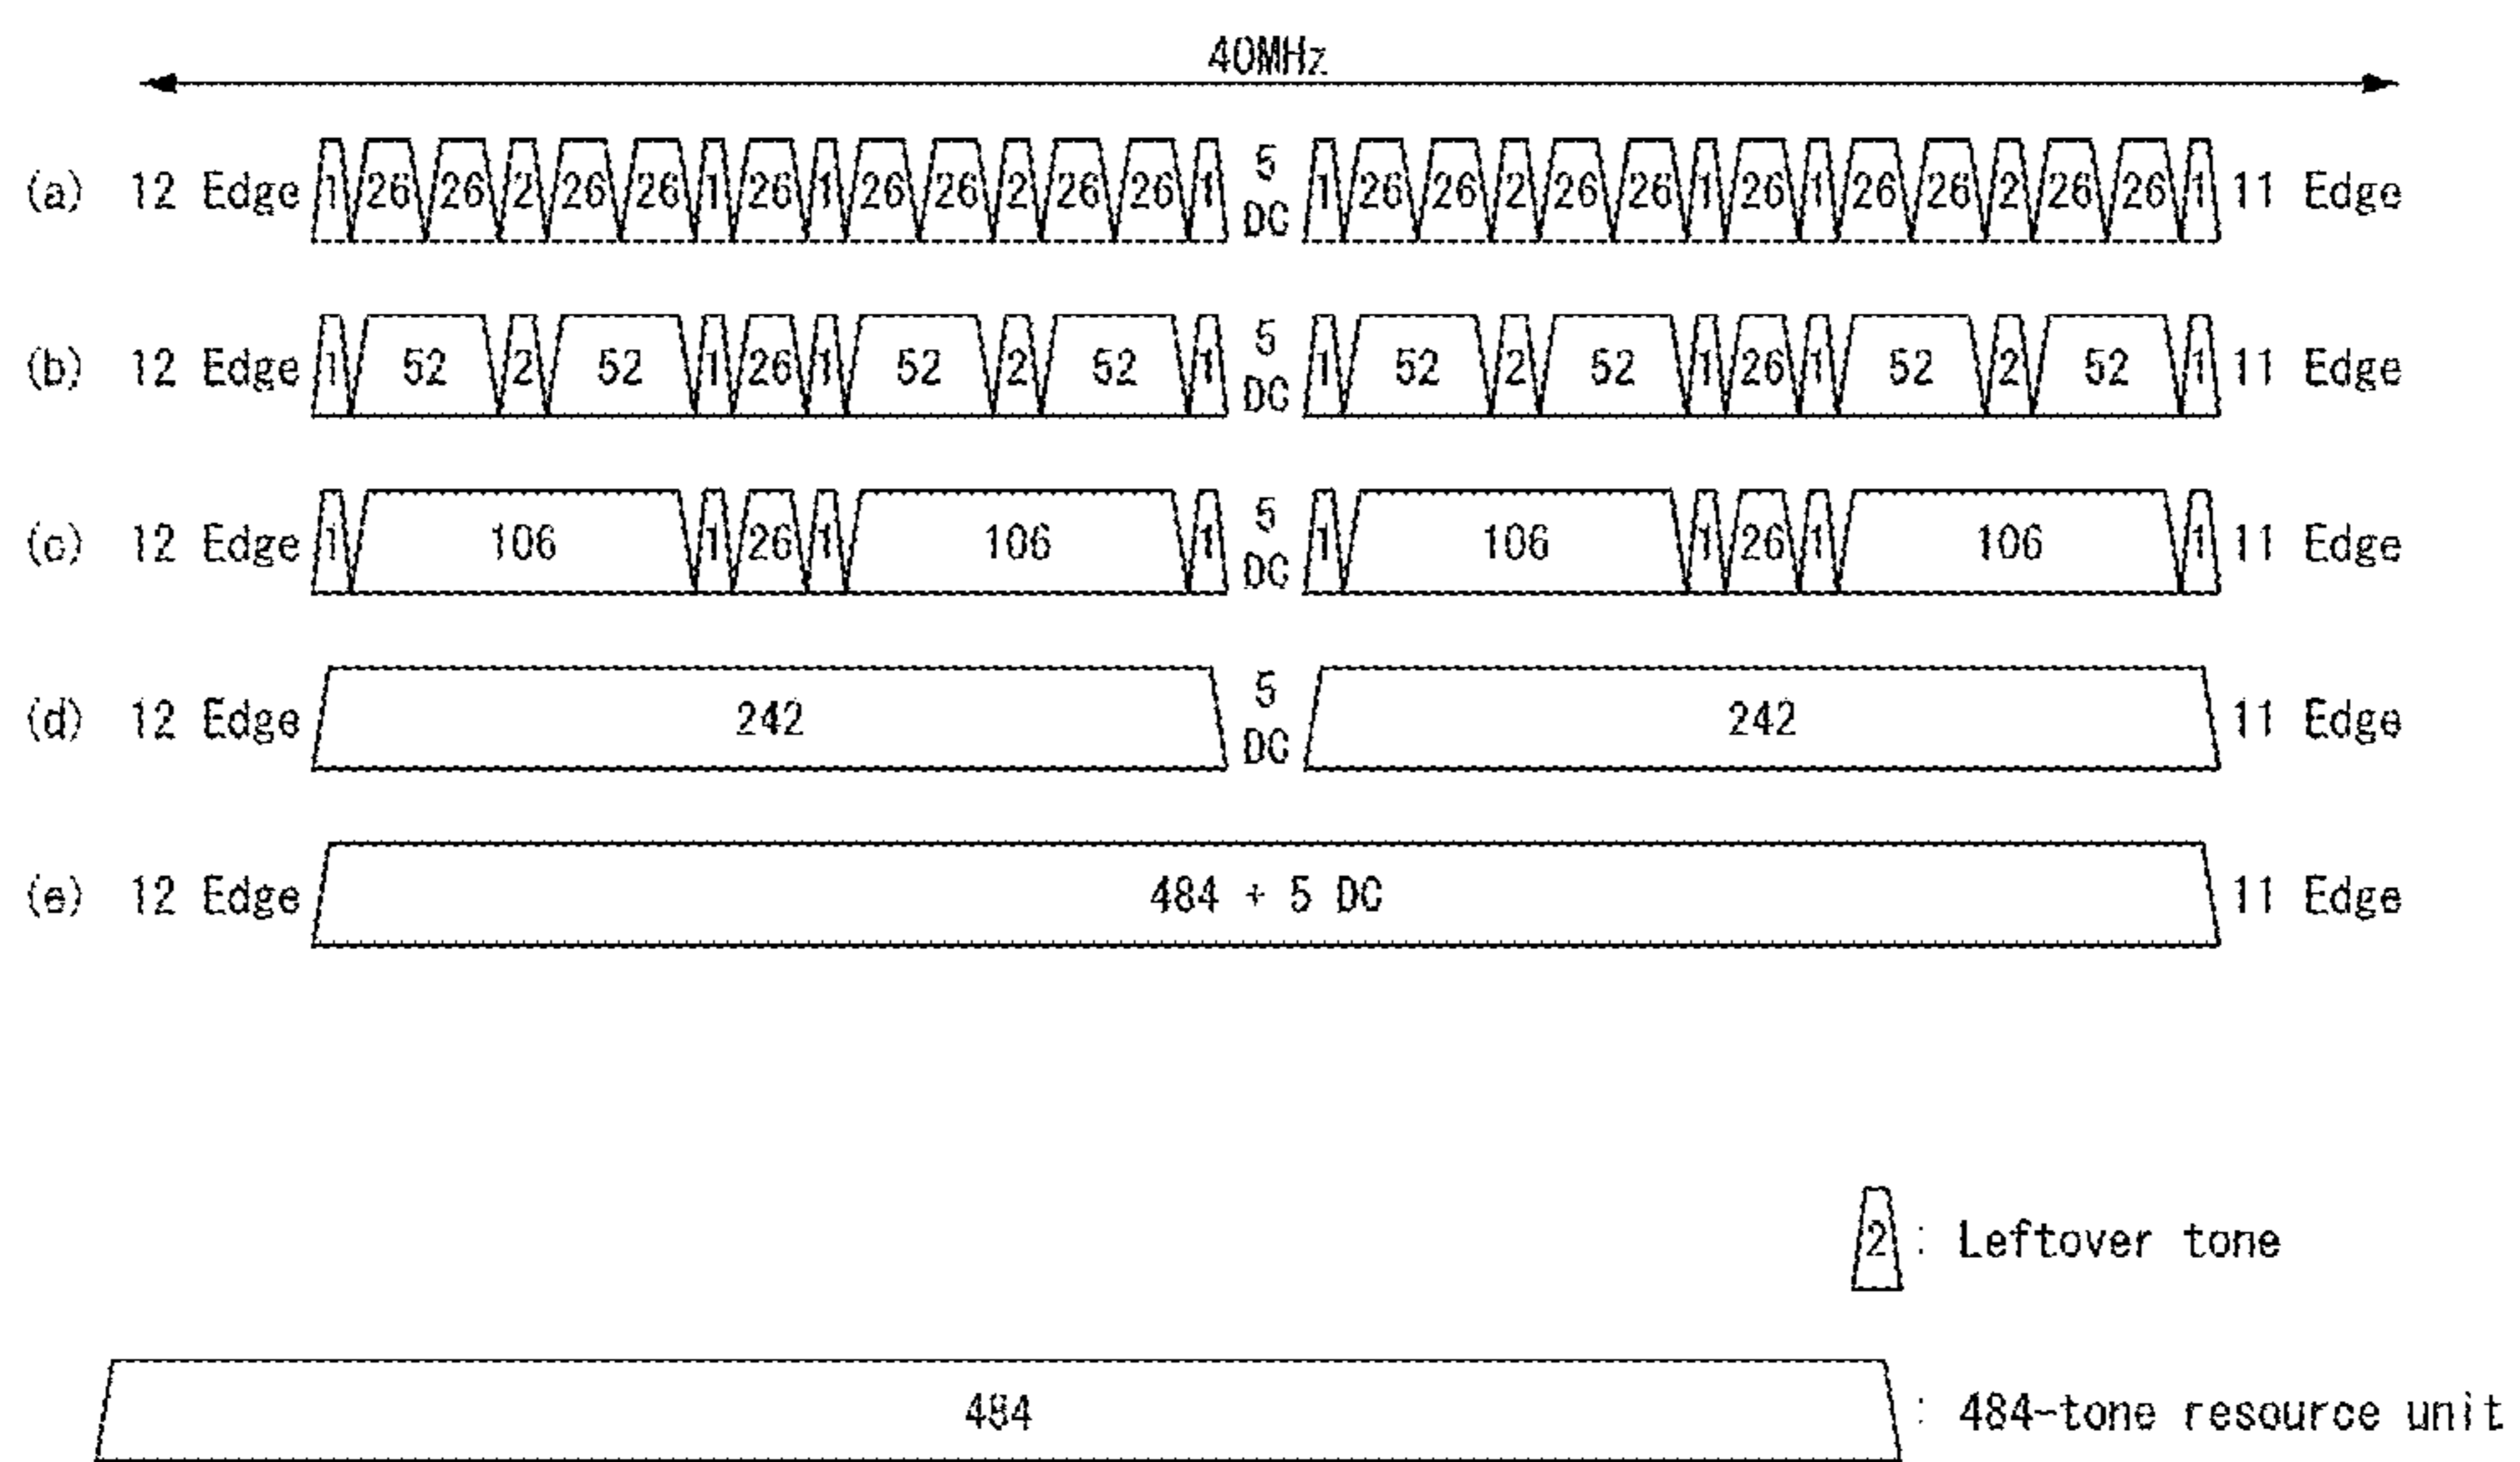 40MHz
(a) 12 Edge 1 26 26 2 26 26 1 26 1 26 26 2 26 26 1 5 DC 1 26 26 2 26 26 1 26 1 26 26 2 26 26 1 11 Edge
(b) 12 Edge 1 52 2 52 1 26 1 52 2 52 1 5 DC 1 52 2 52 1 26 1 52 2 52 1 11 Edge
(c) 12 Edge 1 106 1 26 1 106 1 5 DC 1 106 1 26 1 106 1 11 Edge
(d) 12 Edge 242 5 DC 242 11 Edge
(e) 12 Edge 484 + 5 DC 11 Edge
2 : Leftover tone
484 : 484-tone resource unit